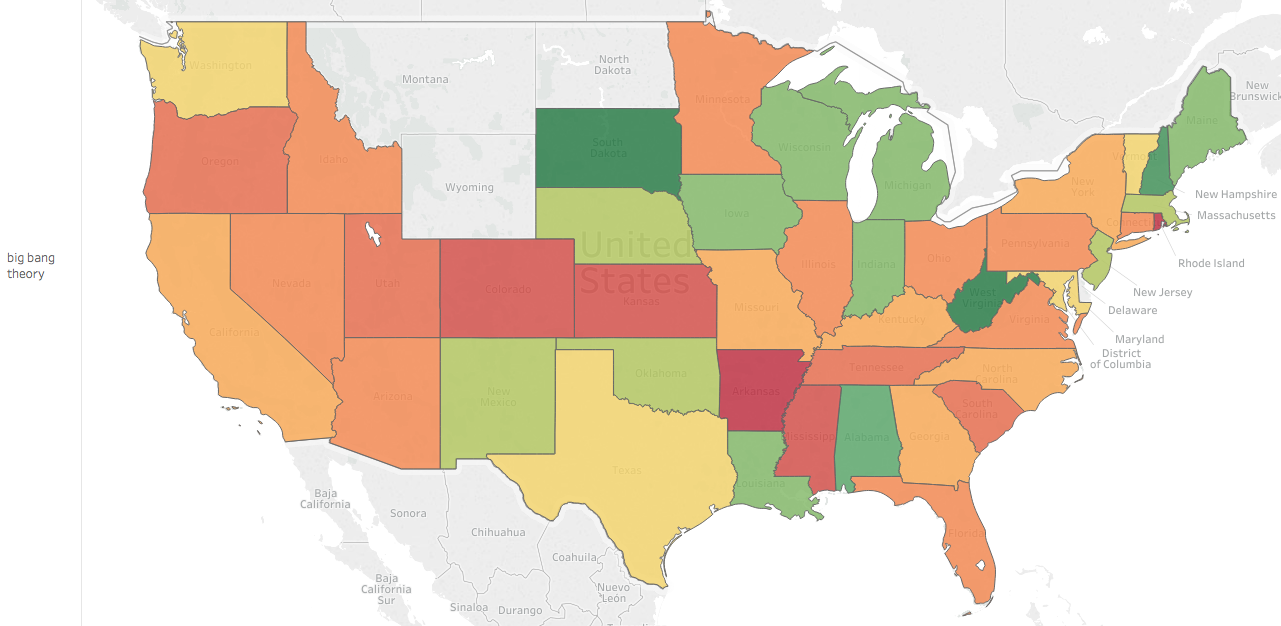 big bang
theory
Washington
Montana
North
Dakota
Minnesota
Oregon
Idaho
Wyoming
South
Dakota
Wisconsin
Michigan
Maine
New
Brunswick
Vermont
New
York
New Hampshire
Massachusetts
Connecticut
Rhode Island
Iowa
United
States
Nevada
Utah
Colorado
Kansas
Missouri
Illinois
Indiana
Ohio
Pennsylvania
New Jersey
Delaware
Maryland
District
of Columbia
West
Virginia
Virginia
Kentucky
California
Arizona
New
Mexico
Oklahoma
Arkansas
Tennessee
North
Carolina
South
Carolina
Mississippi
Alabama
Georgia
Texas
Louisiana
Florida
Baja
California
Sonora
Chihuahua
Coahuila
Baja
California
Sur
Sinaloa
Durango
Nuevo
León